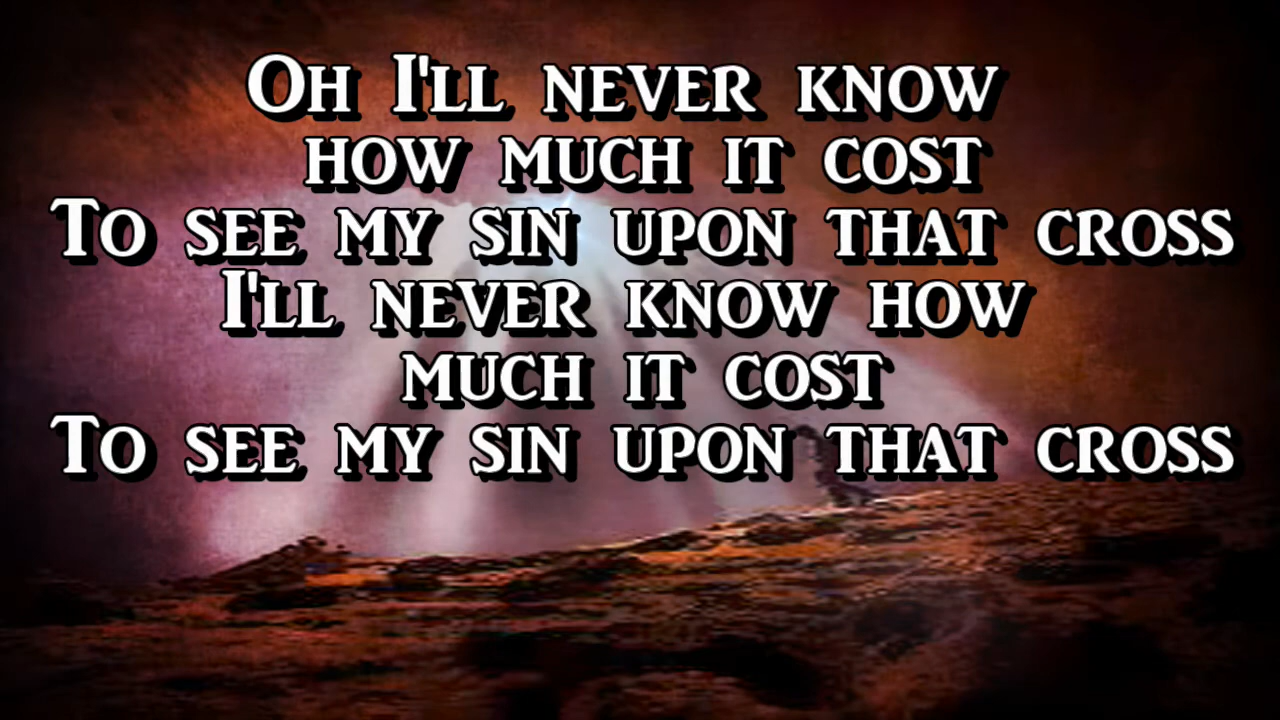 Oh I'll never know
how much it cost
To see my sin upon that cross
I'll never know how
much it cost
To see my sin upon that cross